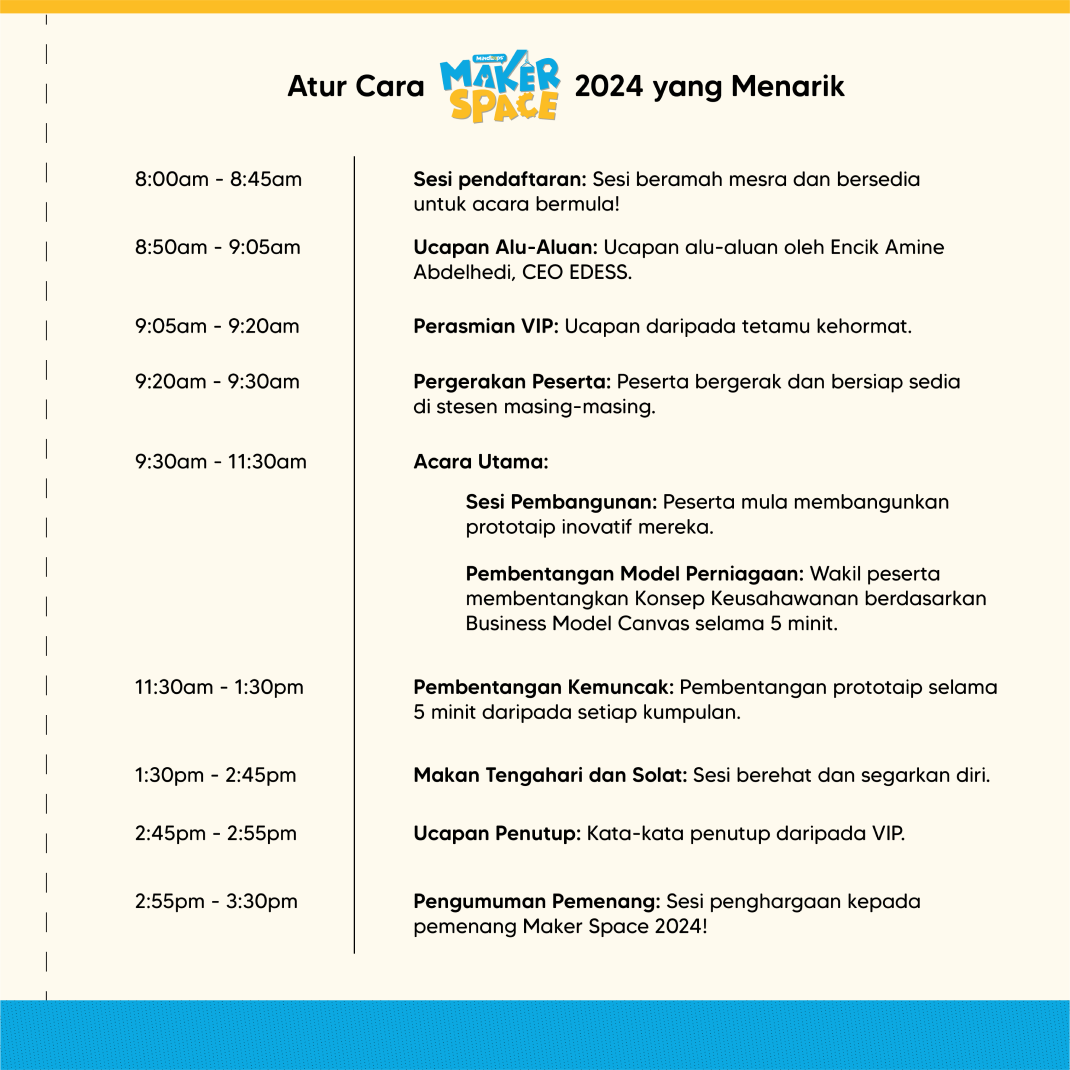 Atur Cara MAKER SPACE 2024 yang Menarik
8:00am - 8:45am
Sesi pendaftaran: Sesi beramah mesra dan bersedia
untuk acara bermula!
8:50am - 9:05am
Ucapan Alu-Aluan: Ucapan alu-aluan oleh Encik Amine
Abdelhedi, CEO EDESS.
9:05am - 9:20am
Perasmian VIP: Ucapan daripada tetamu kehormat.
9:20am - 9:30am
Pergerakan Peserta: Peserta bergerak dan bersiap sedia
di stesen masing-masing.
9:30am - 11:30am
Acara Utama:
Sesi Pembangunan: Peserta mula membangunkan
prototaip inovatif mereka.
Pembentangan Model Perniagaan: Wakil peserta
membentangkan Konsep Keusahawanan berdasarkan
Business Model Canvas selama 5 minit.
11:30am - 1:30pm
Pembentangan Kemuncak: Pembentangan prototaip selama
5 minit daripada setiap kumpulan.
1:30pm - 2:45pm
Makan Tengahari dan Solat: Sesi berehat dan segarkan diri.
2:45pm - 2:55pm
Ucapan Penutup: Kata-kata penutup daripada VIP.
2:55pm - 3:30pm
Pengumuman Pemenang: Sesi penghargaan kepada
pemenang Maker Space 2024!